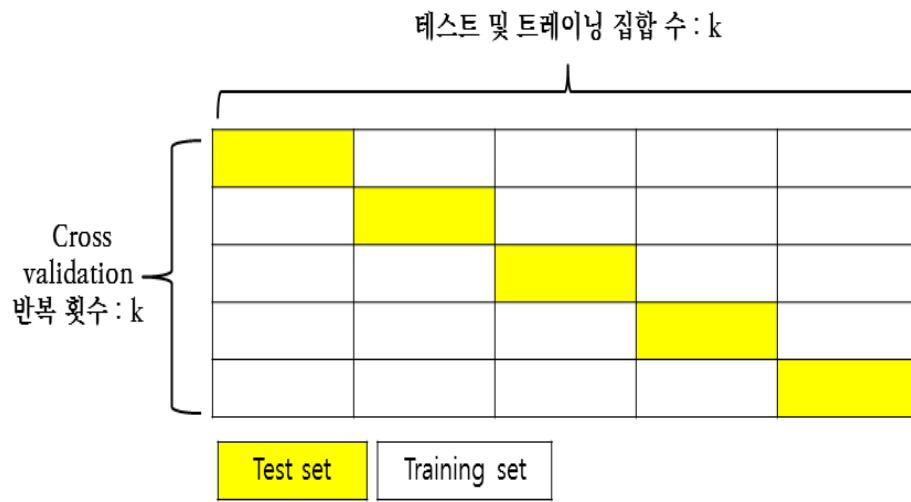 테스트 및 트레이닝 집합 수 : k
Cross
validation
반복 횟수 : k
Test set
Training set